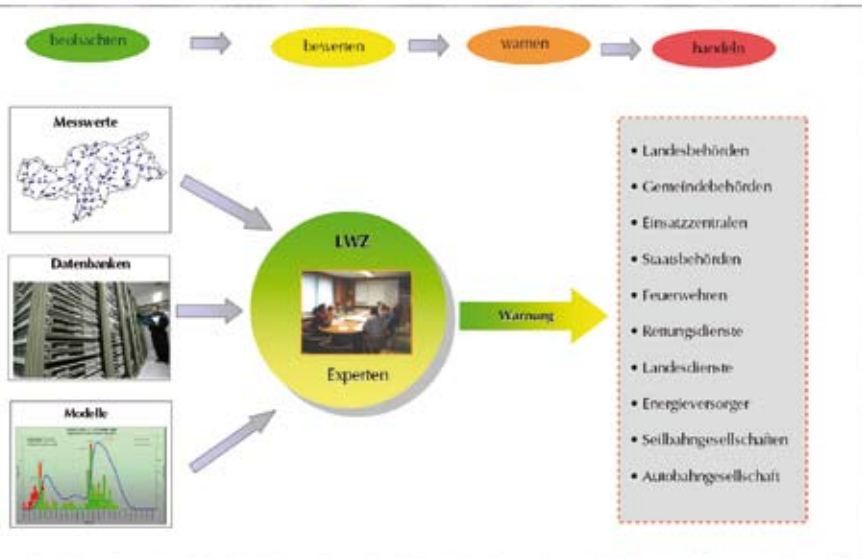 beobachten
bewerten
warnen
handeln
Messwerte
Datenbanken
Modelle
LWZ
Experten
Warnung
• Landesbehörden
• Gemeindebehörden
• Einsatzzentralen
• Staatsbehörden
• Feuerwehren
• Rettungsdienste
• Landesdienste
• Energieversorger
• Seilbahngesellschaften
• Autobahngesellschaft